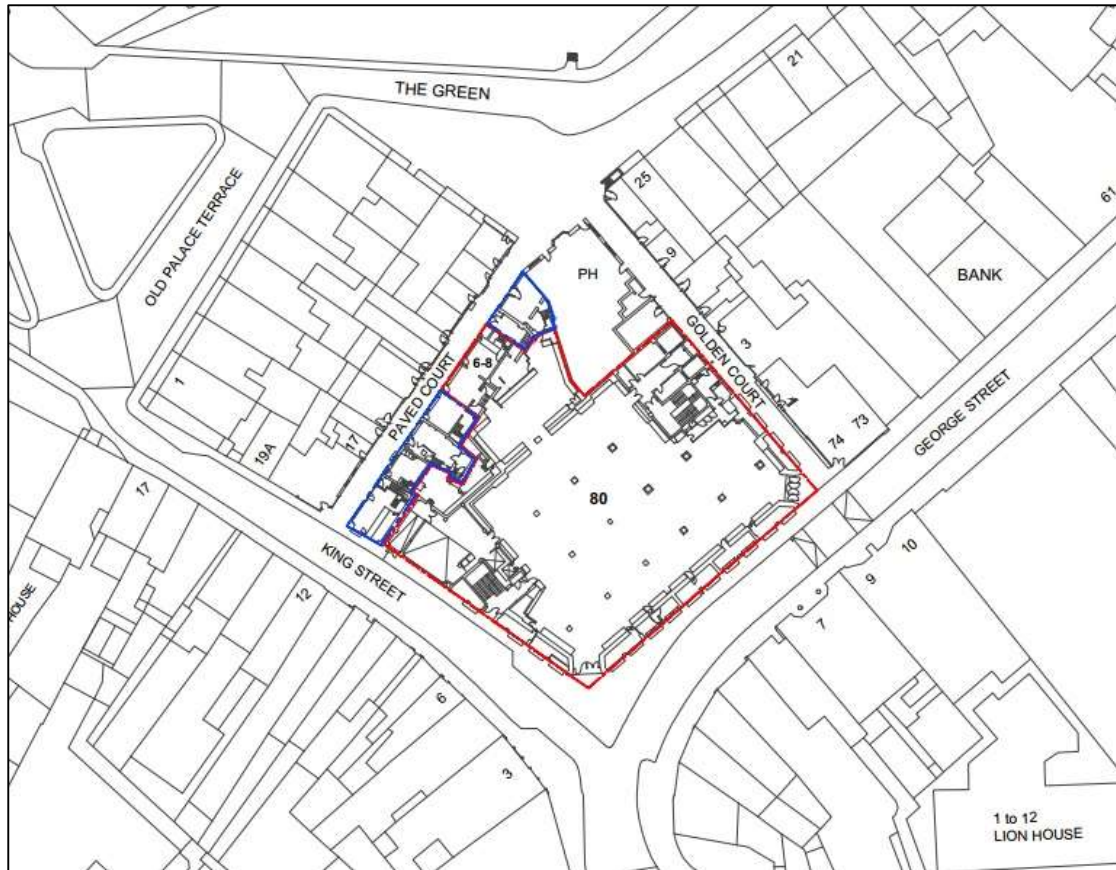 THE GREEN
21
25
61
OLD PALACE TERRACE
9
PH
BANK
GOLDEN COURT
3
6-8
PAVED COURT
1
4
GEORGE STREET
73
74
17
19A
17
80
10
KING STREET
9
HOUSE
12
7
6
3
1 to 12
LION HOUSE